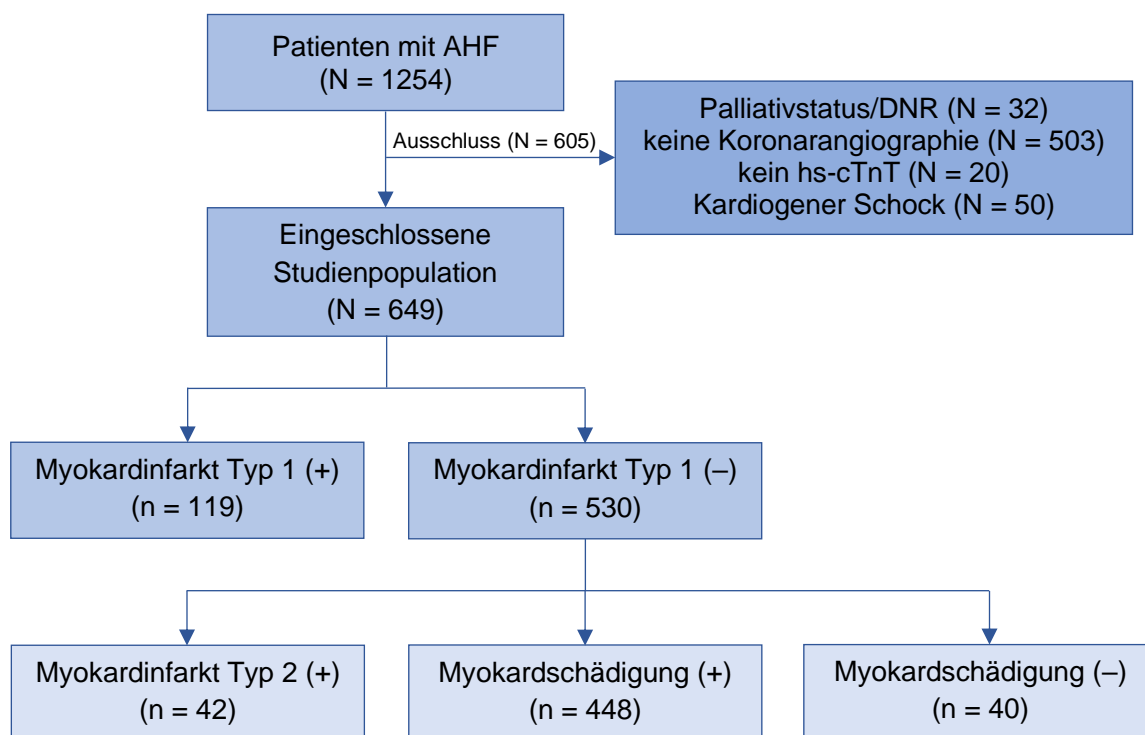 Patienten mit AHF
(N = 1254)
Ausschluss (N = 605)
Palliativstatus/DNR (N = 32)
keine Koronarangiographie (N = 503)
kein hs-cTnT (N = 20)
Kardiogener Schock (N = 50)
Eingeschlossene
Studienpopulation
(N = 649)
Myokardinfarkt Typ 1 (+)
(n = 119)
Myokardinfarkt Typ 1 (–)
(n = 530)
Myokardinfarkt Typ 2 (+)
(n = 42)
Myokardschädigung (+)
(n = 448)
Myokardschädigung (–)
(n = 40)